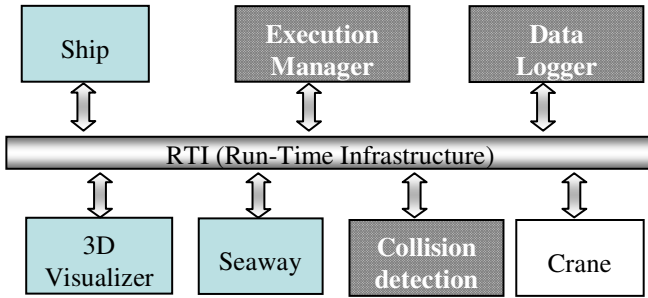 Ship
Execution
Manager
Data
Logger
RTI (Run-Time Infrastructure)
3D
Visualizer
Seaway
Collision
detection
Crane